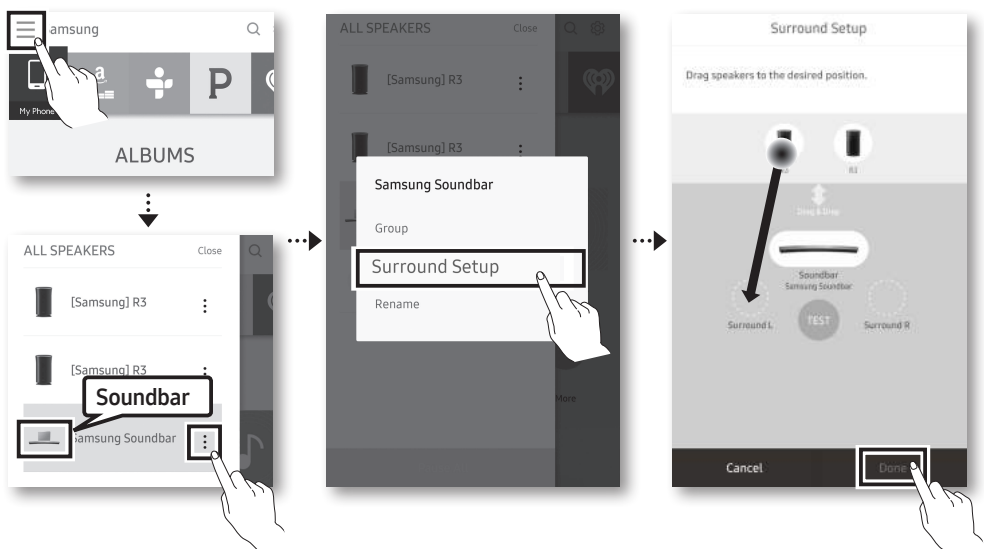 amsung
a
P
My Phone
ALBUMS
ALL SPEAKERS Close
[Samsung] R3
[Samsung] R3
Soundbar
Samsung Soundbar
ALL SPEAKERS Close
[Samsung] R3
[Samsung] R3
Samsung Soundbar
Group
Surround Setup
Rename
More
Surround Setup
Drag speakers to the desired position.
R3
Drag & Drop
Soundbar
Samsung Soundbar
Surround L
TEST
Surround R
Cancel
Done